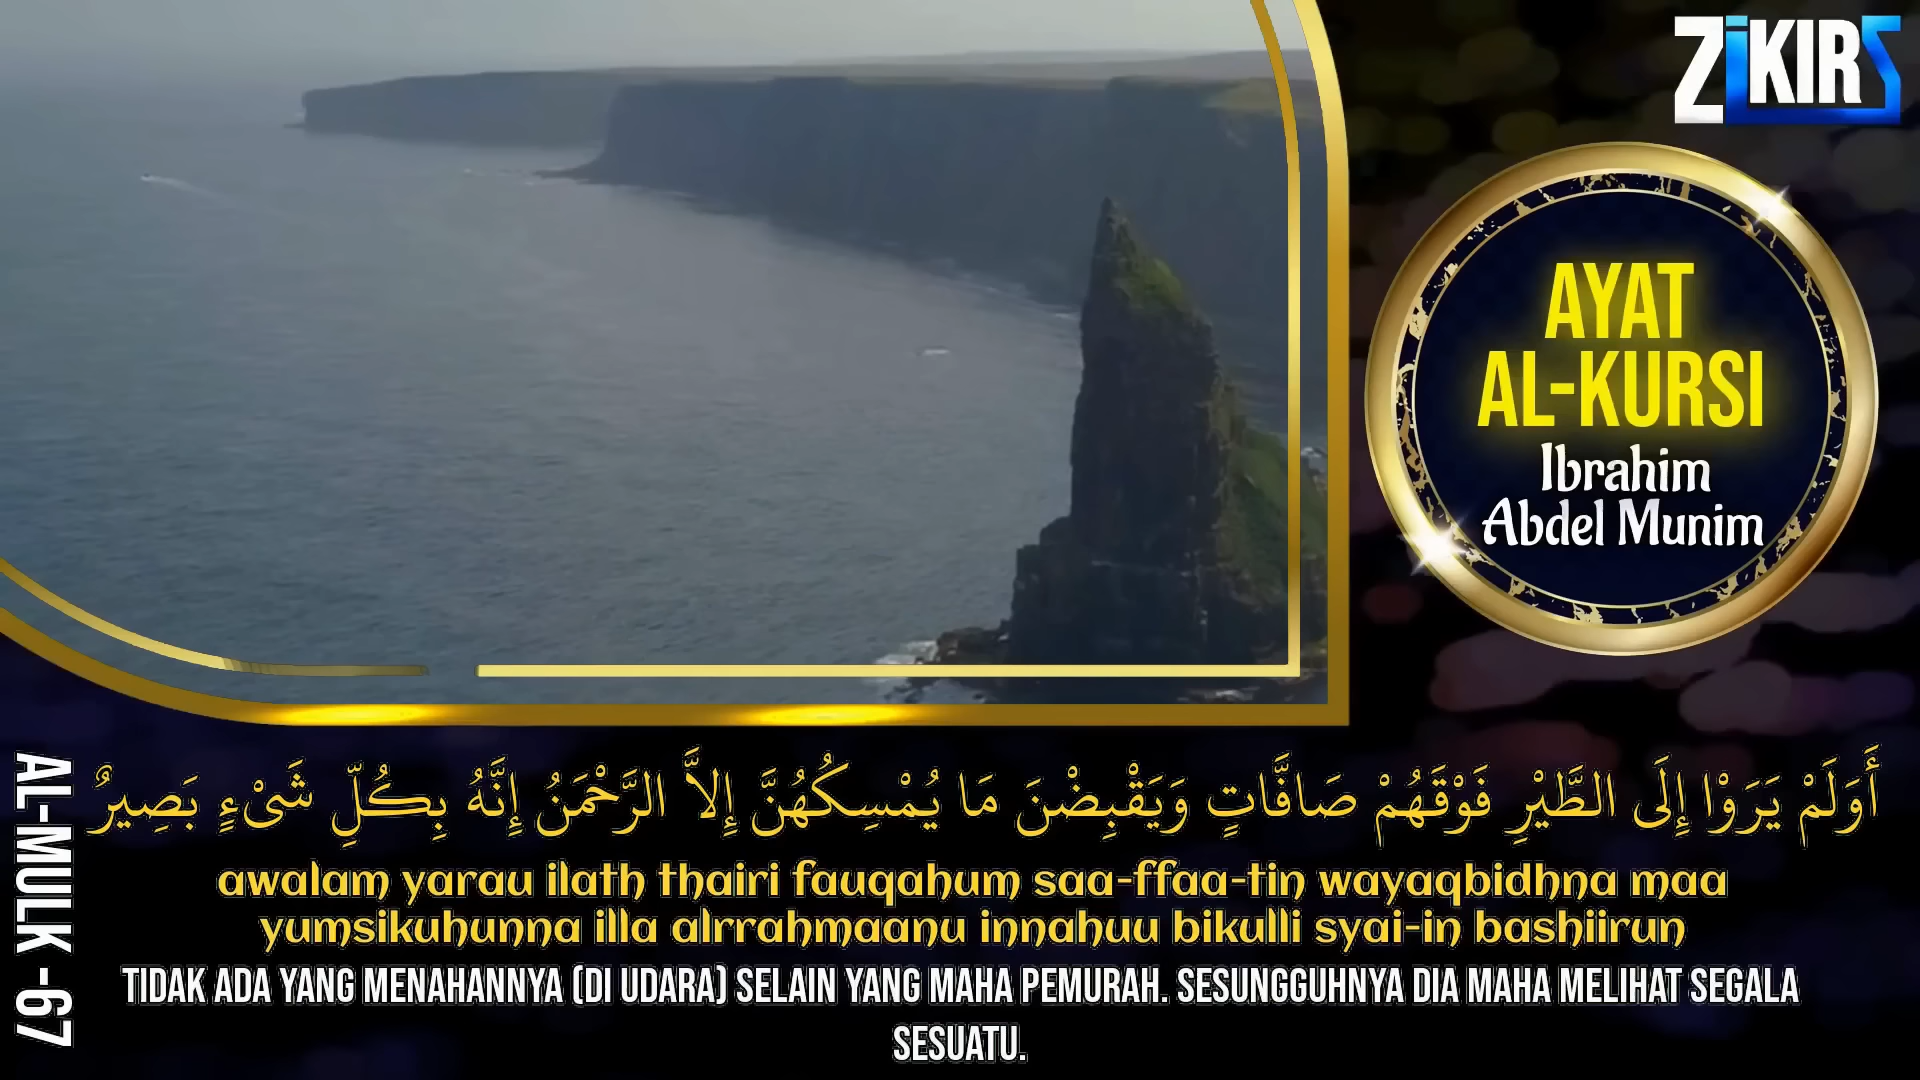 ZiKIRS
AYAT
AL-KURSI
Ibrahim
Abdel Munim
AL-MULK -67
أَوَلَمْ يَرَوْا إِلَى الطَّيْرِ فَوْقَهُمْ صَافَّاتٍ وَيَقْبِضْنَ مَا يُمْسِكُهُنَّ إِلاَّ الرَّحْمَنُ إِنَّهُ بِكُلِّ شَىْءٍ بَصِيرٌ
awalam yarau ilath thairi fauqahum saa-ffaa-tin wayaqbidhna maa
yumsikuhunna illa alrrahmaanu innahuu bikulli syai-in bashiirun
TIDAK ADA YANG MENAHANNYA (DI UDARA) SELAIN YANG MAHA PEMURAH. SESUNGGUHNYA DIA MAHA MELIHAT SEGALA
SESUATU.